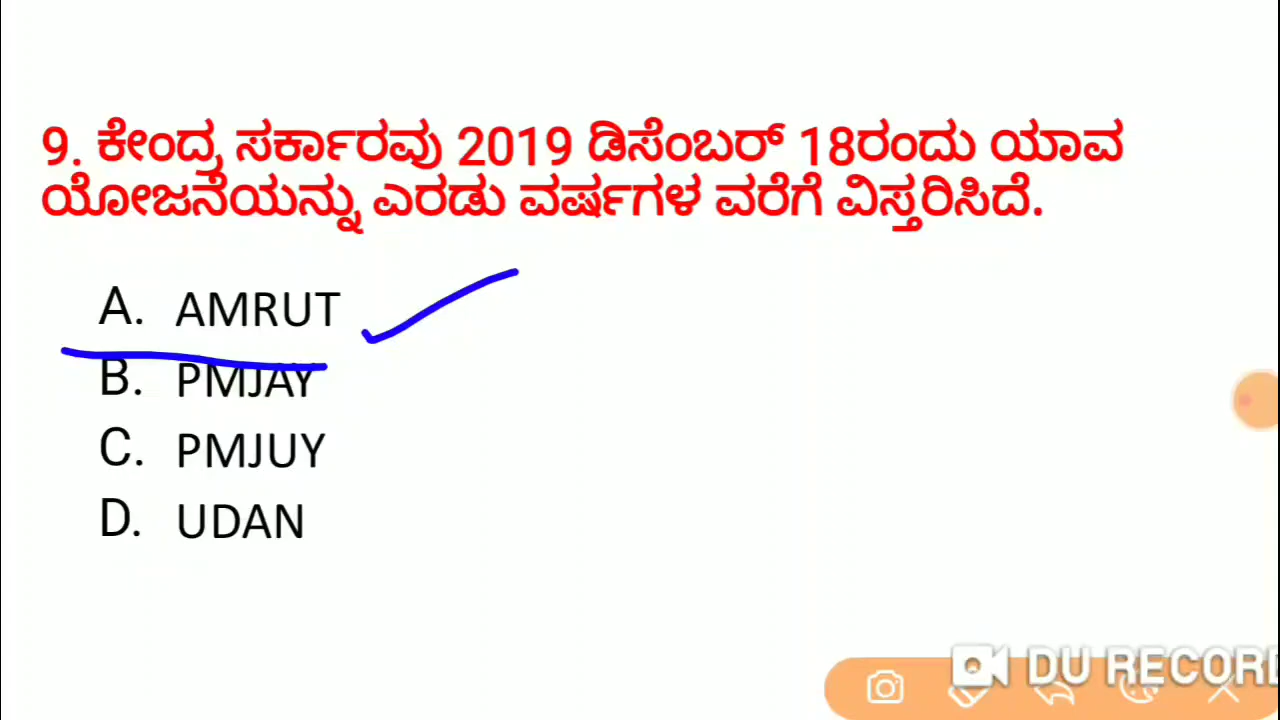 9. ಕೇಂದ್ರ ಸರ್ಕಾರವು 2019 ಡಿಸೆಂಬರ್ 18ರಂದು ಯಾವ
ಯೋಜನೆಯನ್ನು ಎರಡು ವರ್ಷಗಳ ವರೆಗೆ ವಿಸ್ತರಿಸಿದೆ.
A. AMRUT
B. PMJAY
C. PMJUY
D. UDAN
DU RECORD